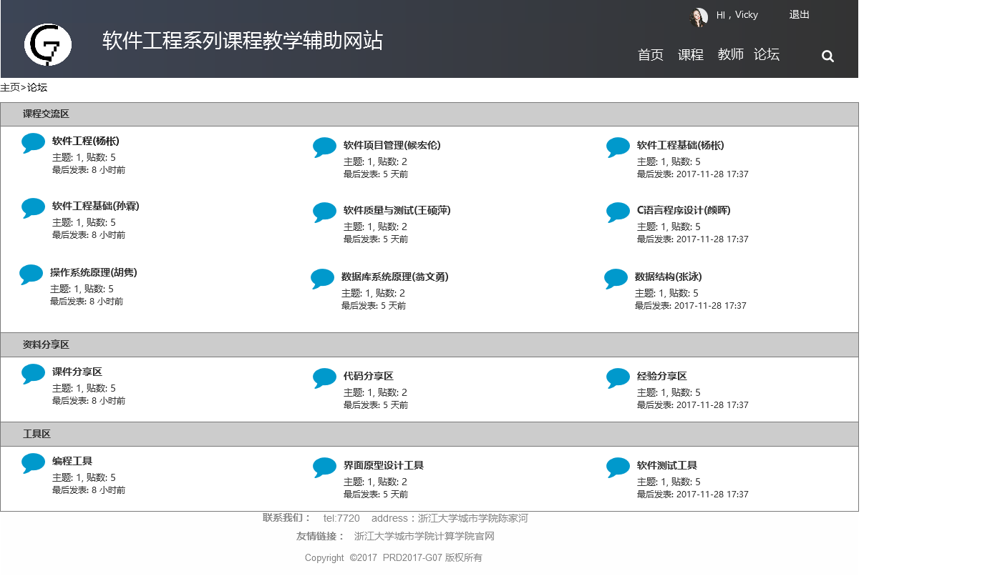 HI，Vicky
退出
软件工程系列课程教学辅助网站
首页 课程 教师 论坛
主页>论坛
课程交流区
软件工程(杨枨)
主题: 1, 贴数: 5
最后发表: 8 小时前
软件项目管理(候宏伦)
主题: 1, 贴数: 2
最后发表: 5 天前
软件工程基础(杨枨)
主题: 1, 贴数: 5
最后发表: 2017-11-28 17:37
软件工程基础(孙霖)
主题: 1, 贴数: 5
最后发表: 8 小时前
软件质量与测试(王硕萍)
主题: 1, 贴数: 2
最后发表: 5 天前
C语言程序设计(颜晖)
主题: 1, 贴数: 5
最后发表: 2017-11-28 17:37
操作系统原理(胡隽)
主题: 1, 贴数: 5
最后发表: 8 小时前
数据库系统原理(翁文勇)
主题: 1, 贴数: 2
最后发表: 5 天前
数据结构(张泳)
主题: 1, 贴数: 5
最后发表: 2017-11-28 17:37
资料分享区
课件分享区
主题: 1, 贴数: 5
最后发表: 8 小时前
代码分享区
主题: 1, 贴数: 2
最后发表: 5 天前
经验分享区
主题: 1, 贴数: 5
最后发表: 2017-11-28 17:37
工具区
编程工具
主题: 1, 贴数: 5
最后发表: 8 小时前
界面原型设计工具
主题: 1, 贴数: 2
最后发表: 5 天前
软件测试工具
主题: 1, 贴数: 5
最后发表: 2017-11-28 17:37
联系我们： tel:7720 address：浙江大学城市学院陈家河
友情链接： 浙江大学城市学院计算学院官网
Copyright ©2017 PRD2017-G07 版权所有